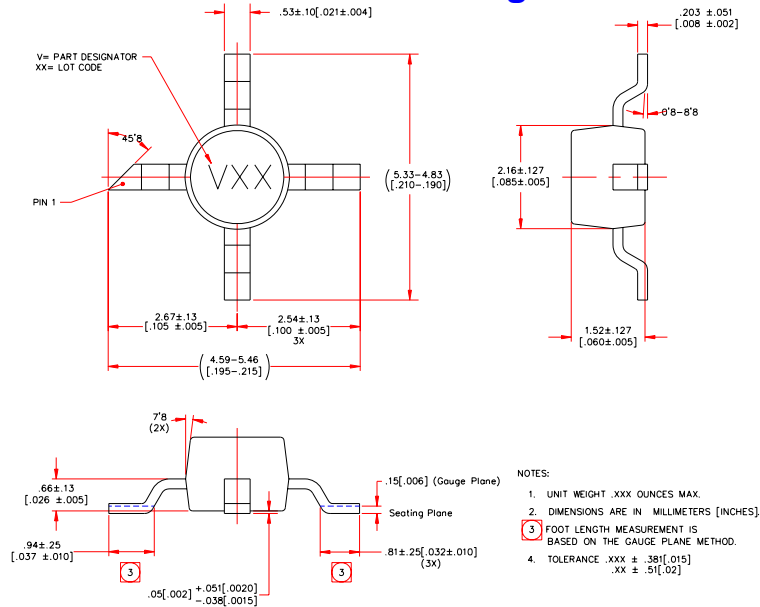 .53±.10[.021±.004]
.203 ±.051
[.008 ±.002]
V= PART DESIGNATOR
XX= LOT CODE
45°8
0°8-8°8
VXX
5.33-4.83
[.210-.190]
2.16±.127
[.085±.005]
PIN 1
2.67±.13
[.105 ±.005]
2.54±.13
[.100 ±.005]
3X
1.52±.127
[.060±.005]
4.59-5.46
[.195-.215]
7°8
(2X)
.66±.13
[.026 ±.005]
.15[.006] (Gauge Plane)
Seating Plane
.94±.25
[.037 ±.010]
.81±.25[.032±.010]
(3X)
3
3
.05[.002] +.051[.0020]
-.038[.0015]
NOTES:
1. UNIT WEIGHT .XXX OUNCES MAX.
2. DIMENSIONS ARE IN MILLIMETERS [INCHES].
3 FOOT LENGTH MEASUREMENT IS
BASED ON THE GAUGE PLANE METHOD.
4. TOLERANCE .XXX ± .381[.015]
.XX ± .51[.02]